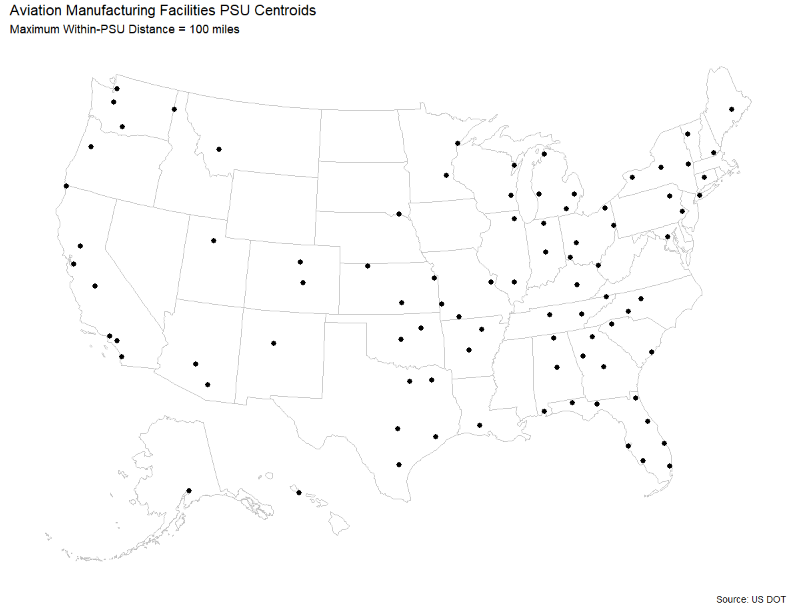 Aviation Manufacturing Facilities PSU Centroids
Maximum Within-PSU Distance = 100 miles
Source: US DOT